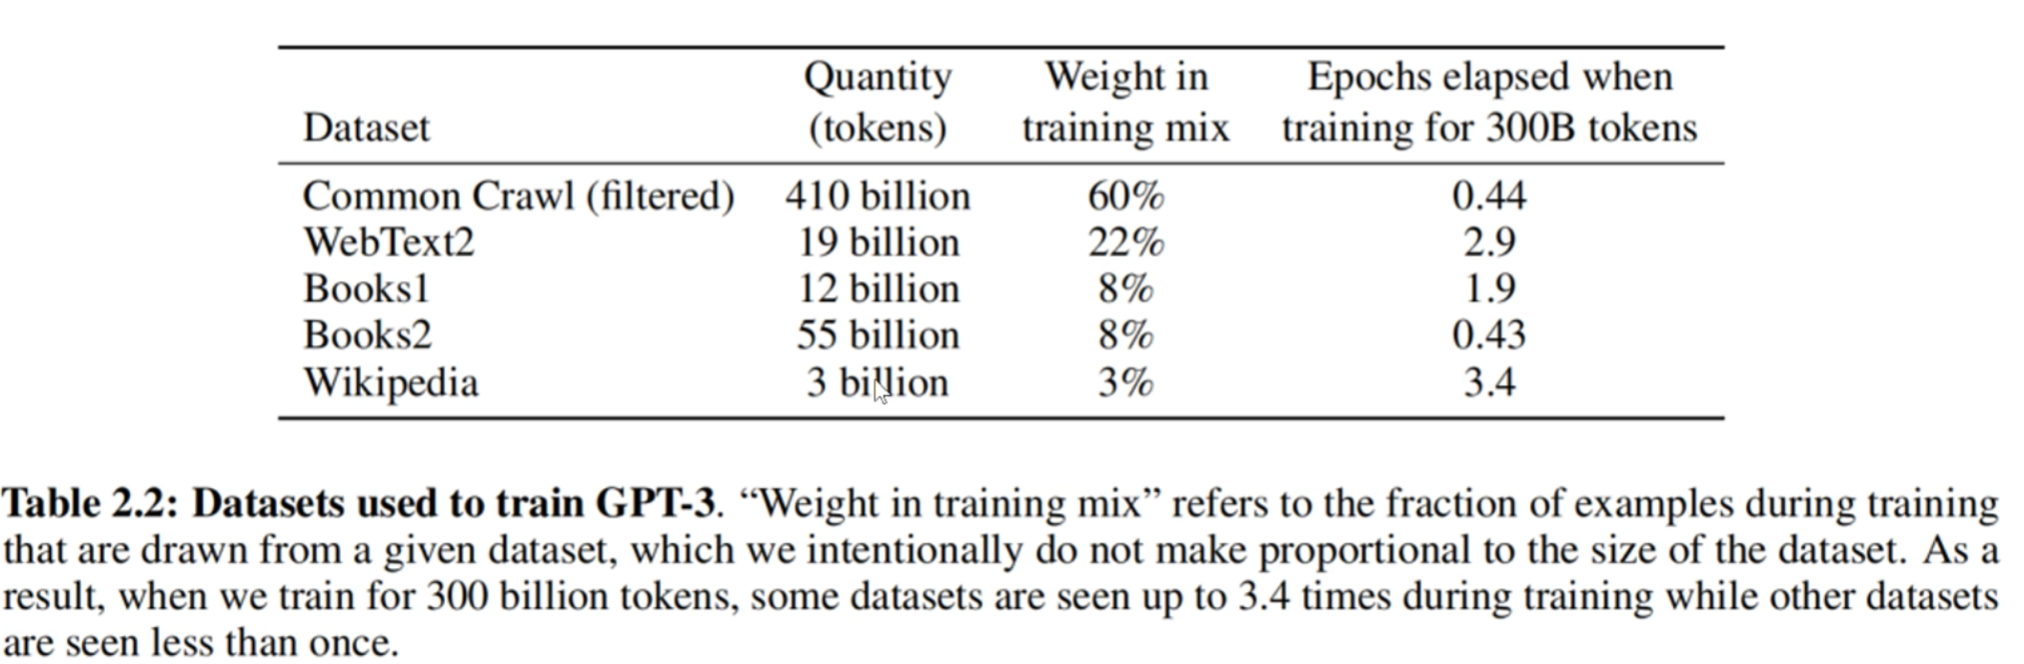 Quantity Weight in Epochs elapsed when
Dataset (tokens) training mix training for 300B tokens
Common Crawl (filtered) 410 billion 60% 0.44
WebText2 19 billion 22% 2.9
Books1 12 billion 8% 1.9
Books2 55 billion 8% 0.43
Wikipedia 3 billion 3% 3.4
Table 2.2: Datasets used to train GPT-3. “Weight in training mix” refers to the fraction of examples during training
that are drawn from a given dataset, which we intentionally do not make proportional to the size of the dataset. As a
result, when we train for 300 billion tokens, some datasets are seen up to 3.4 times during training while other datasets
are seen less than once.